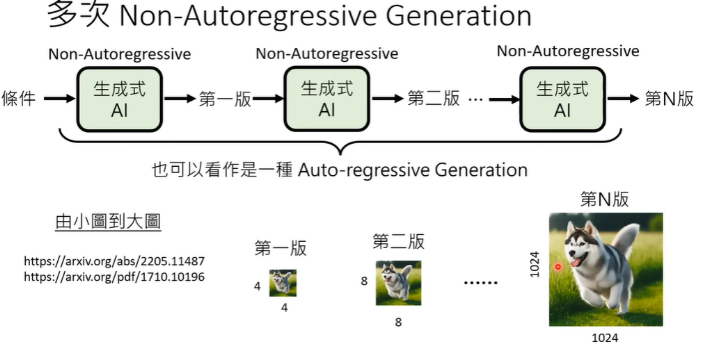 多次 Non-Autoregressive Generation
Non-Autoregressive
Non-Autoregressive
Non-Autoregressive
條件
生成式
AI
第一版
生成式
AI
第二版
...
生成式
AI
第N版
也可以看作是一種 Auto-regressive Generation
由小圖到大圖
https://arxiv.org/abs/2205.11487
https://arxiv.org/pdf/1710.10196
第一版
4
4
第二版
8
8
......
第N版
1024
1024